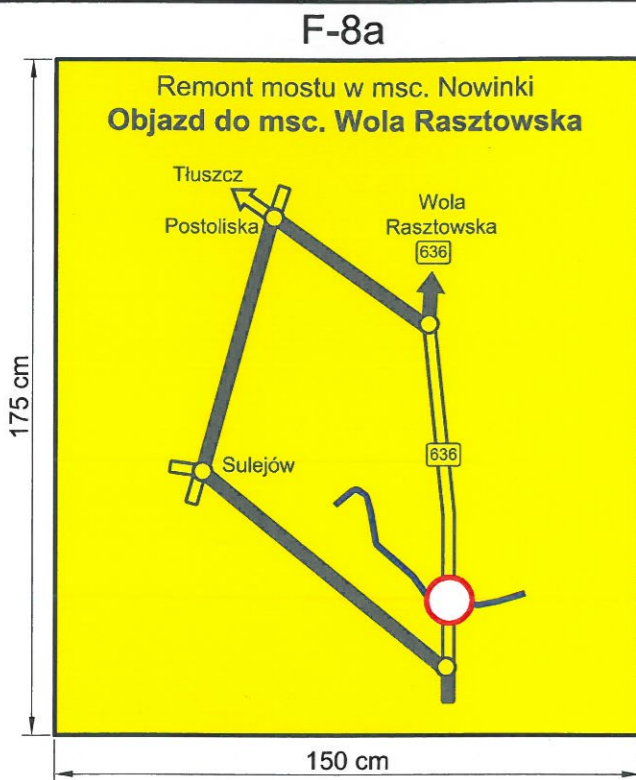 F-8a
Remont mostu w msc. Nowinki
Objazd do msc. Wola Rasztowska
Tłuszcz
Postoliska
Wola
Rasztowska
636
636
Sulejów
175 cm
150 cm